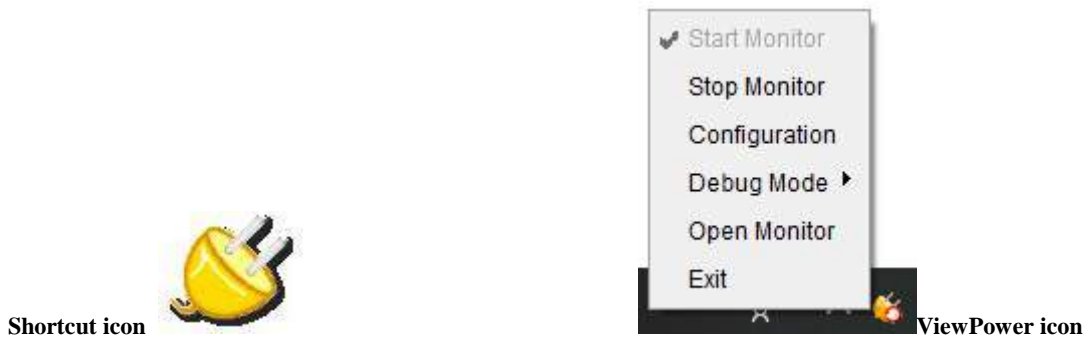 Start Monitor
Stop Monitor
Configuration
Debug Mode
Open Monitor
Exit
Shortcut icon
ViewPower icon